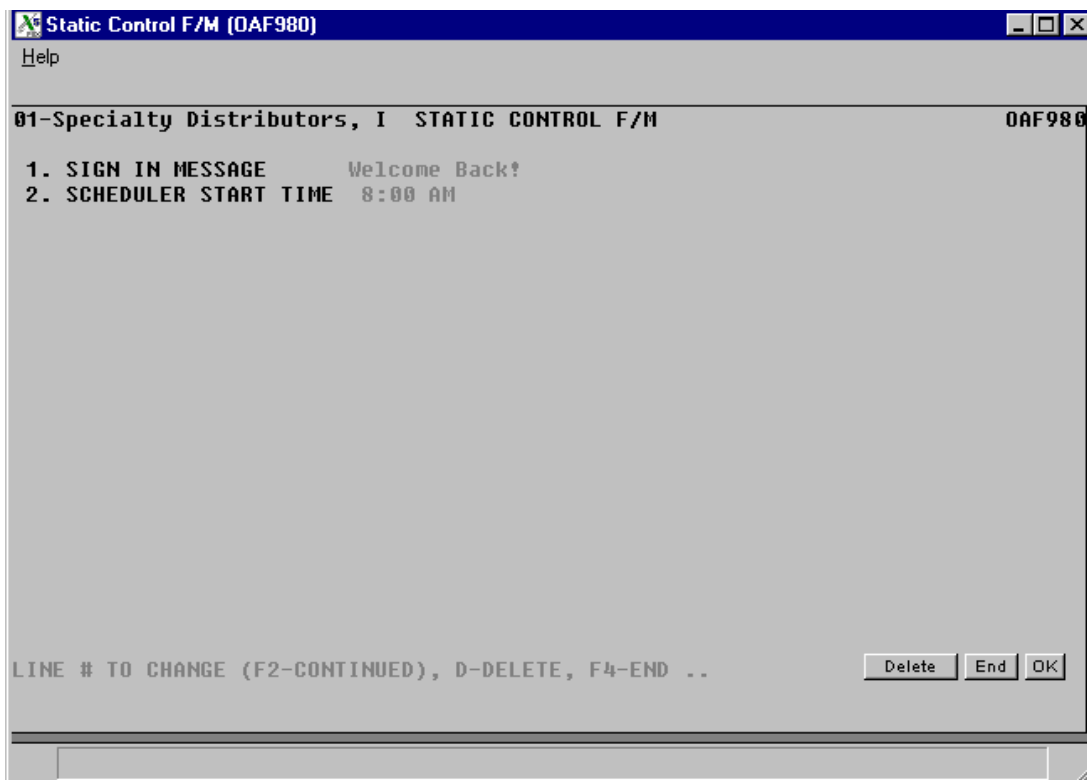 Static Control F/M (OAF980)
Help
01-Specialty Distributors, I STATIC CONTROL F/M OAF980
1. SIGN IN MESSAGE Welcome Back!
2. SCHEDULER START TIME 8:00 AM
LINE # TO CHANGE (F2-CONTINUED), D-DELETE, F4-END .. Delete End OK